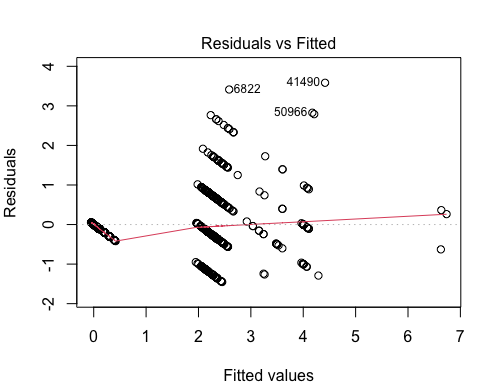 Residuals vs Fitted
4
3
2
1
0
-1
-2
Residuals
6822
41490
50966
0 1 2 3 4 5 6 7
Fitted values